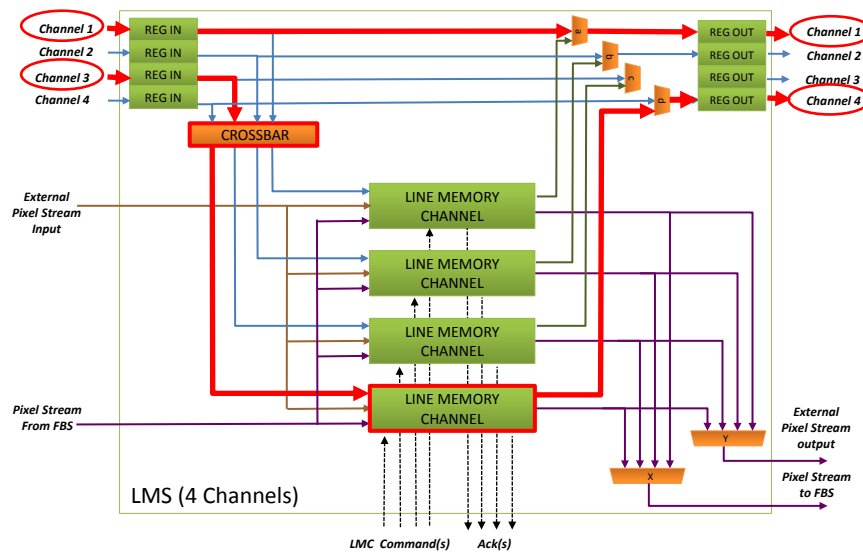 Channel 1
REG IN
a
REG OUT
Channel 1
Channel 2
REG IN
b
REG OUT
Channel 2
Channel 3
REG IN
c
REG OUT
Channel 3
Channel 4
REG IN
d
REG OUT
Channel 4
CROSSBAR
External
Pixel Stream
Input
LINE MEMORY
CHANNEL
LINE MEMORY
CHANNEL
LINE MEMORY
CHANNEL
Pixel Stream
From FBS
LINE MEMORY
CHANNEL
External
Pixel Stream
output
Y
Pixel Stream
to FBS
X
LMS (4 Channels)
LMC Command(s)
Ack(s)